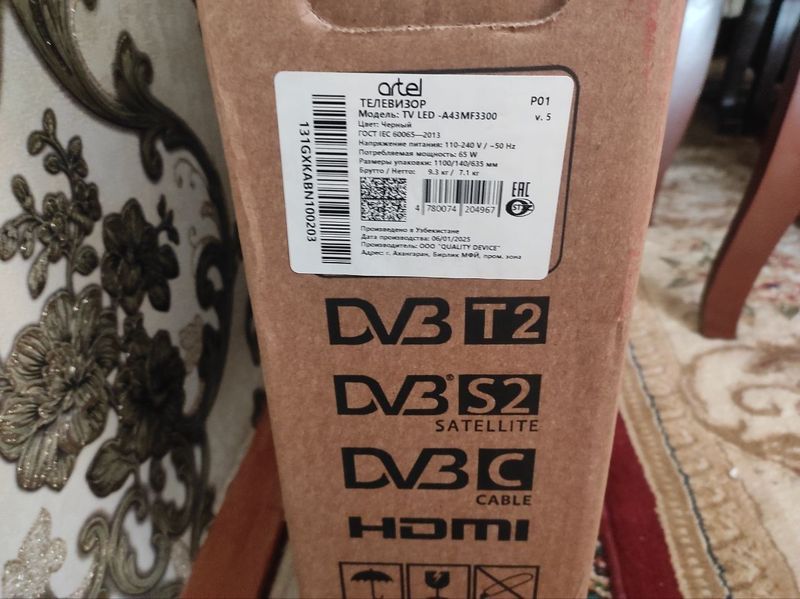 artel
ТЕЛЕВИЗОР
P01
Модель: TV LED -A43MF3300
v. 5
Цвет: Черный
ГОСТ IEC 60065—2013
Напряжение питания: 110-240 V / ~50 Hz
Потребляемая мощность: 65 W
Размеры упаковки: 1100/140/635 мм
Брутто / Нетто: 9.3 кг / 7.1 кг
131GXKABN100203
EAC
4 780074 204967
Произведено в Узбекистане
Дата производства: 06/01/2025
Производитель: ООО "QUALITY DEVICE"
Адрес: г. Ахангаран, Бирлик МФЙ, пром. зона
DVB T2
DVB® S2
SATELLITE
DVB C
CABLE
HDMI